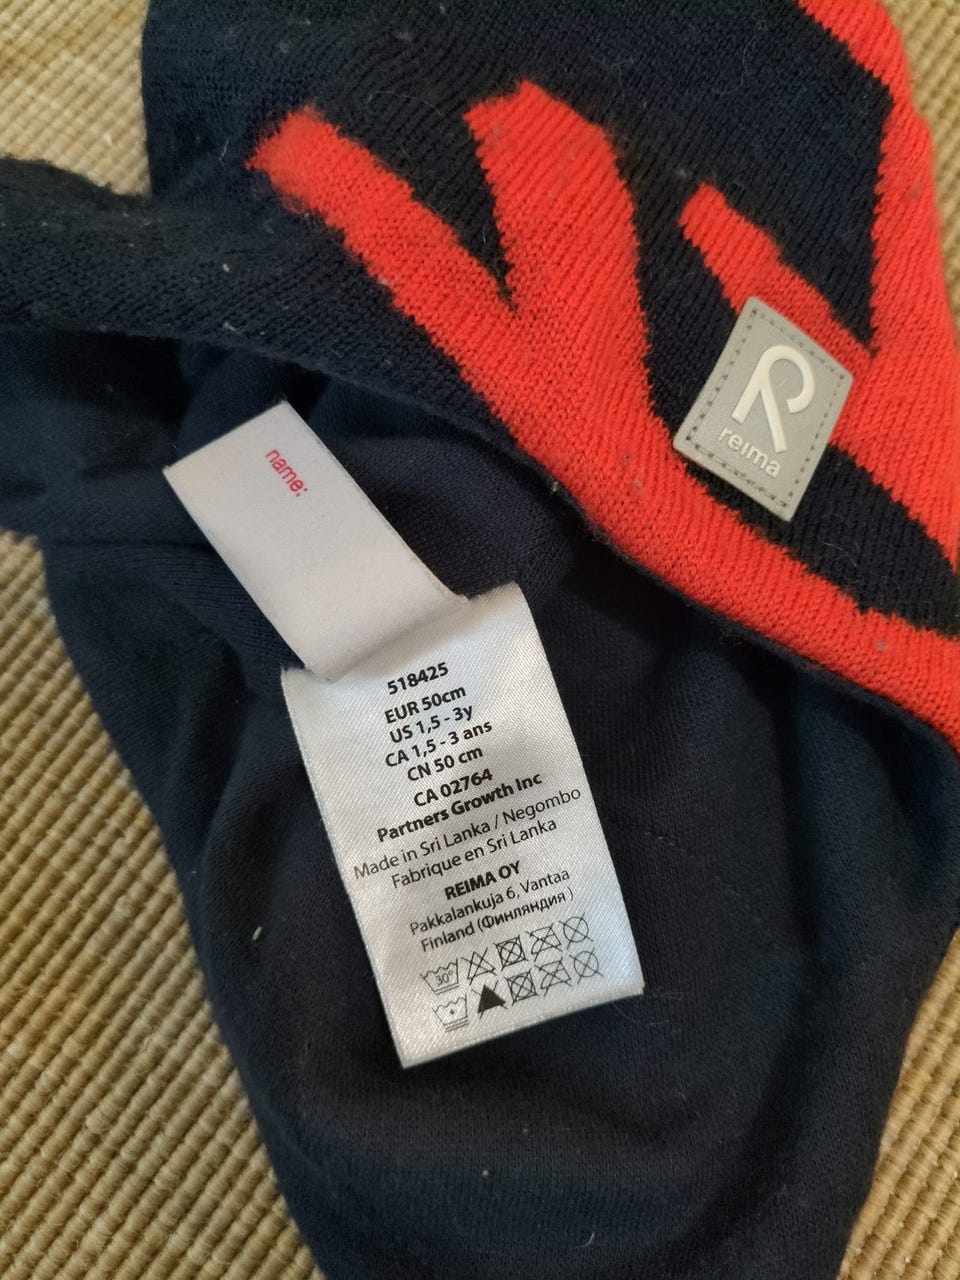 R
reima
name:
518425
EUR 50cm
US 1,5 - 3y
CA 1,5 - 3 ans
CN 50 cm
CA 02764
Partners Growth Inc
Made in Sri Lanka / Negombo
Fabrique en Sri Lanka
REIMA OY
Pakkalankuja 6, Vantaa
Finland (Финляндия )
30°